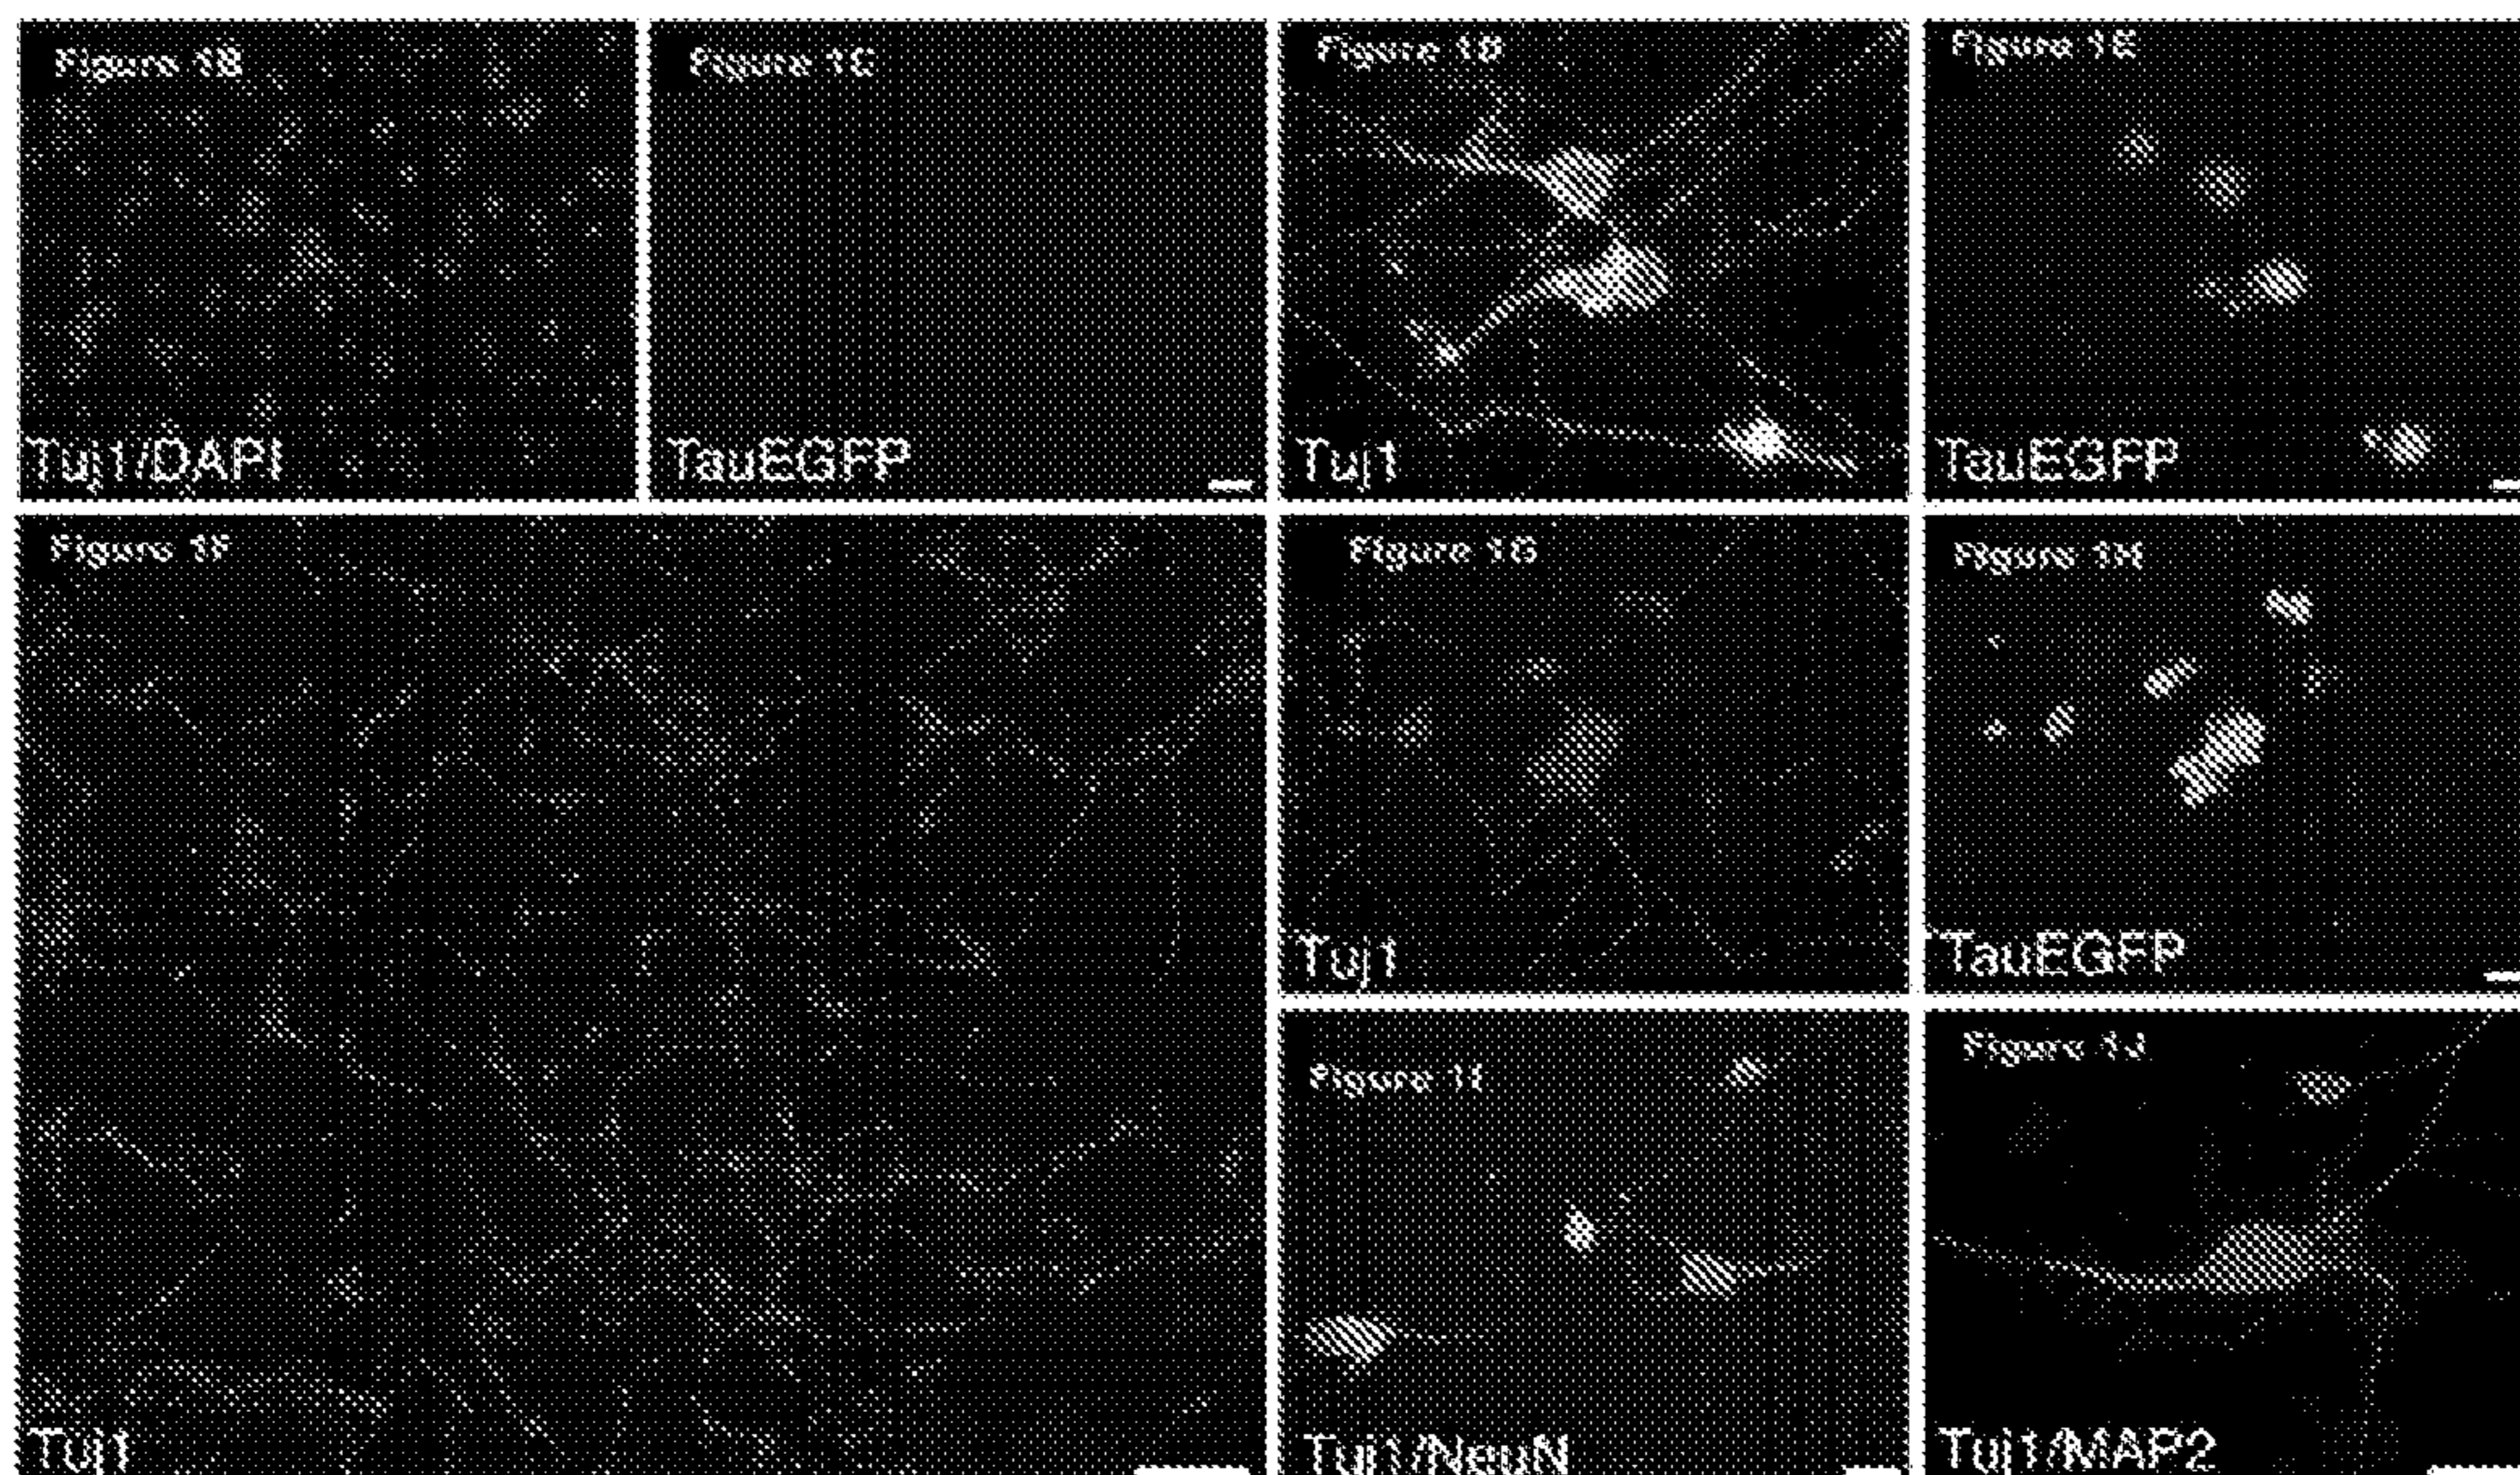 Figure 1B
Tuj1/DAPI
Figure 1C
TauEGFP
Figure 1D
Tuj1
Figure 1E
TauEGFP
Figure 1F
Tuj1
Figure 1G
Tuj1
Figure 1H
TauEGFP
Figure 1I
Tuj1/NeuN
Figure 1J
Tuj1/MAP2